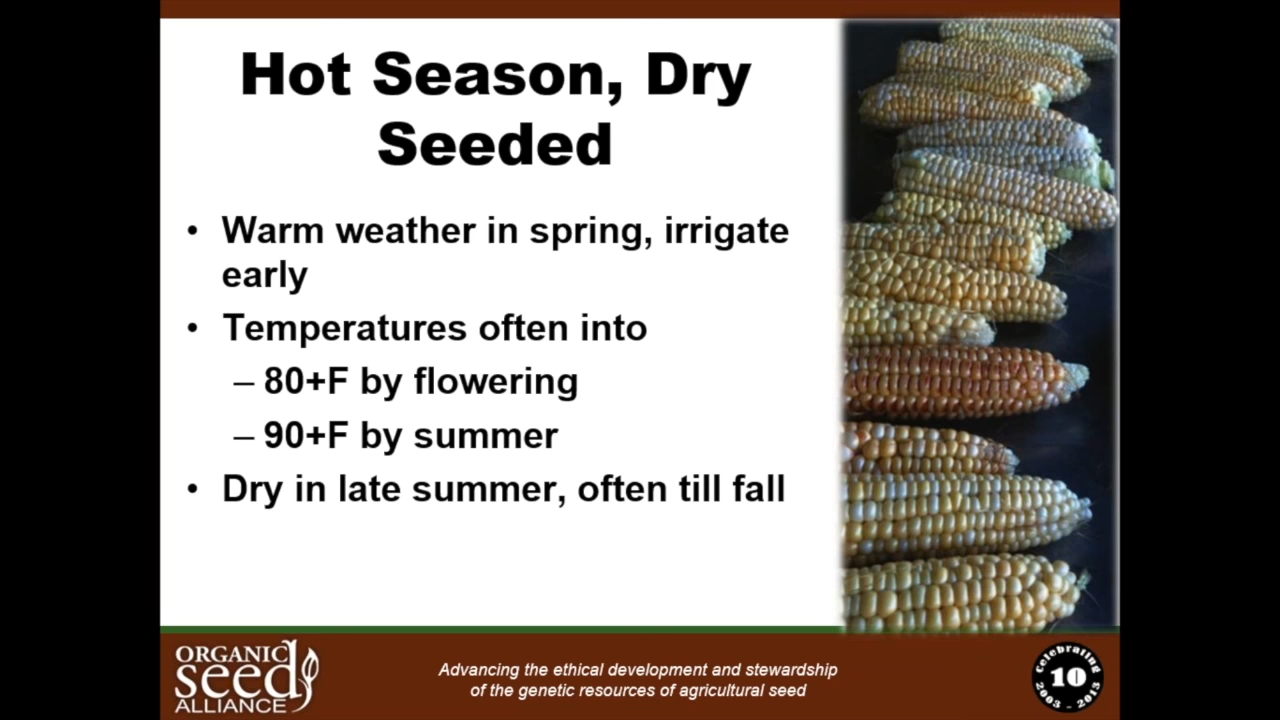 Hot Season, Dry
Seeded
• Warm weather in spring, irrigate
early
• Temperatures often into
– 80+F by flowering
– 90+F by summer
• Dry in late summer, often till fall
ORGANIC
seed
ALLIANCE
Advancing the ethical development and stewardship
of the genetic resources of agricultural seed
celebrating
10
2003 - 2013